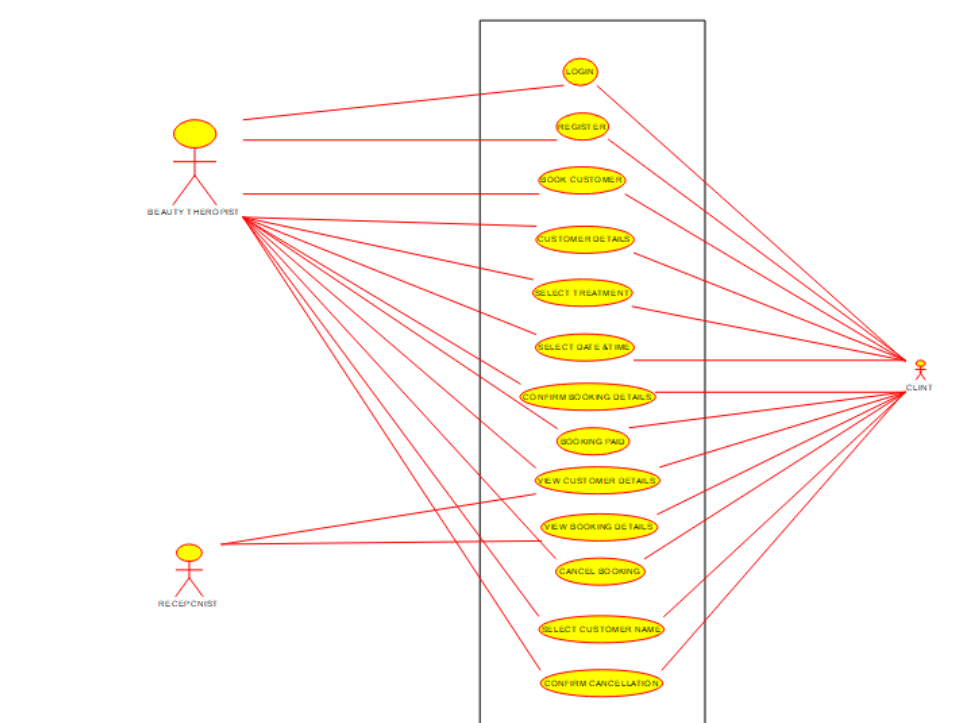 LOGIN
REGISTER
BOOK CUSTOMER
BEAUTY THEROPIST
CUSTOMER DETAILS
SELECT TREATMENT
SELECT DATE &TIME
CLINT
CONFIRM BOOKING DETAILS
BOOKING PAID
VIEW CUSTOMER DETAILS
VIEW BOOKING DETAILS
CANCEL BOOKING
RECEPCNIST
SELECT CUSTOMER NAME
CONFIRM CANCELLATION